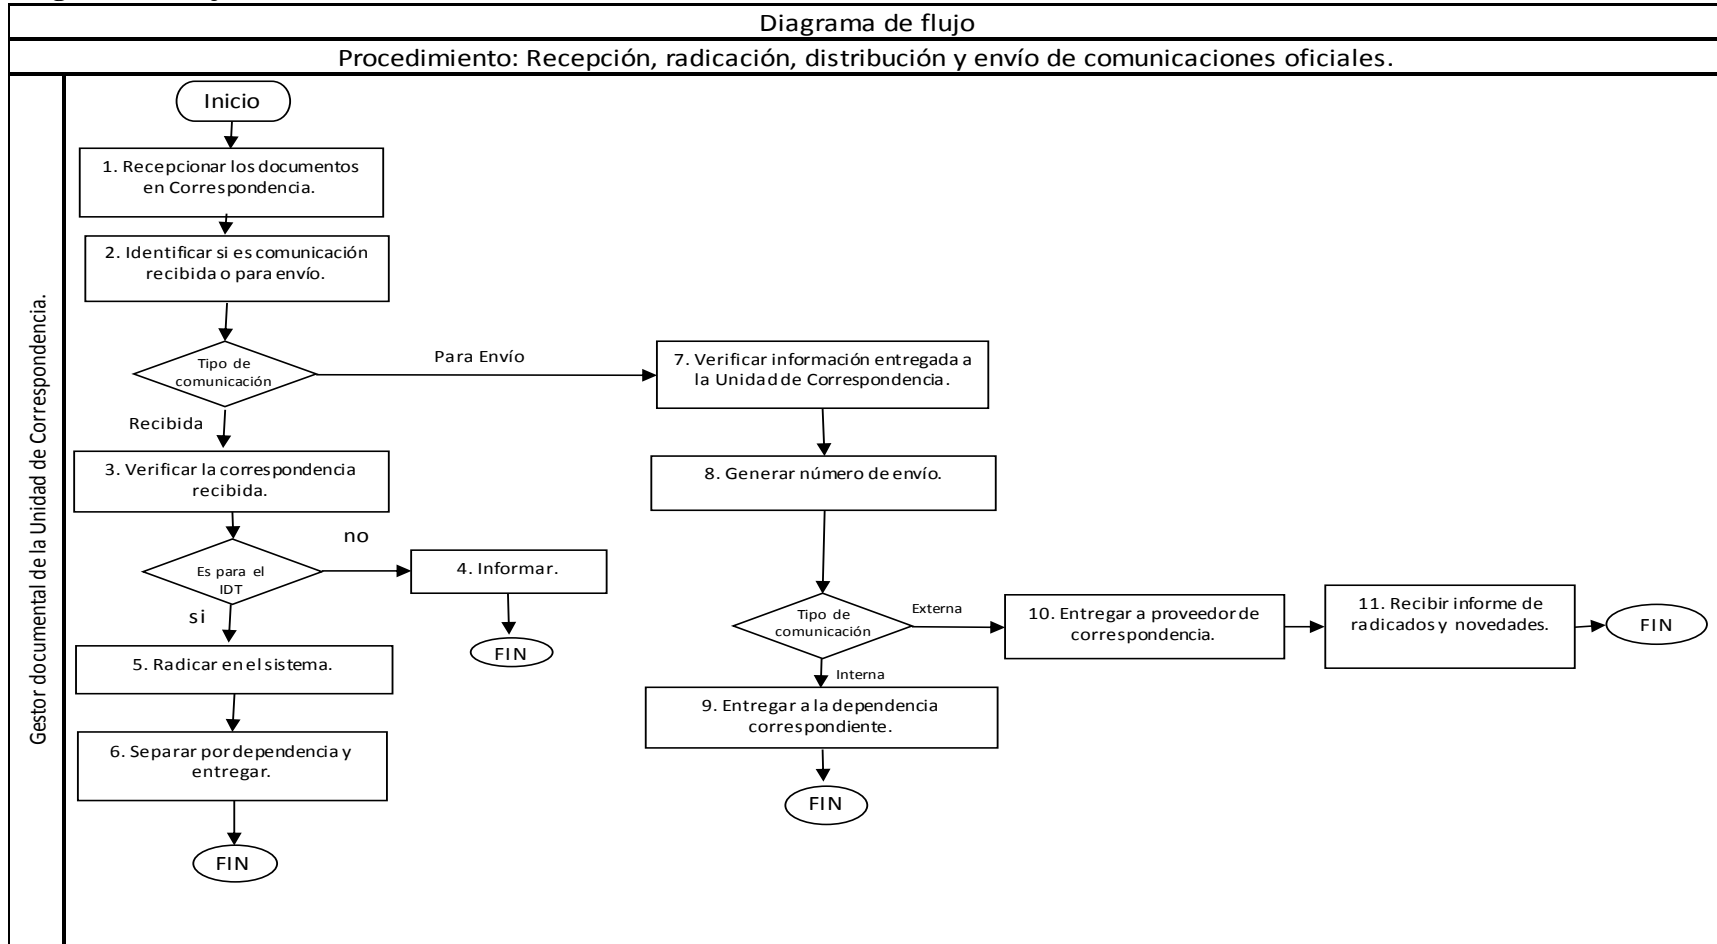 Diagrama de flujo
Procedimiento: Recepción, radicación, distribución y envío de comunicaciones oficiales.
Gestor documental de la Unidad de Correspondencia.
Inicio
1. Recepcionar los documentos
en Correspondencia.
2. Identificar si es comunicación
recibida o para envío.
Tipo de
comunicación
Para Envío
Recibida
3. Verificar la correspondencia
recibida.
Es para el
IDT
no
4. Informar.
FIN
si
5. Radicar en el sistema.
6. Separar por dependencia y
entregar.
FIN
7. Verificar información entregada a
la Unidad de Correspondencia.
8. Generar número de envío.
Tipo de
comunicación
Externa
Interna
9. Entregar a la dependencia
correspondiente.
FIN
10. Entregar a proveedor de
correspondencia.
11. Recibir informe de
radicados y novedades.
FIN